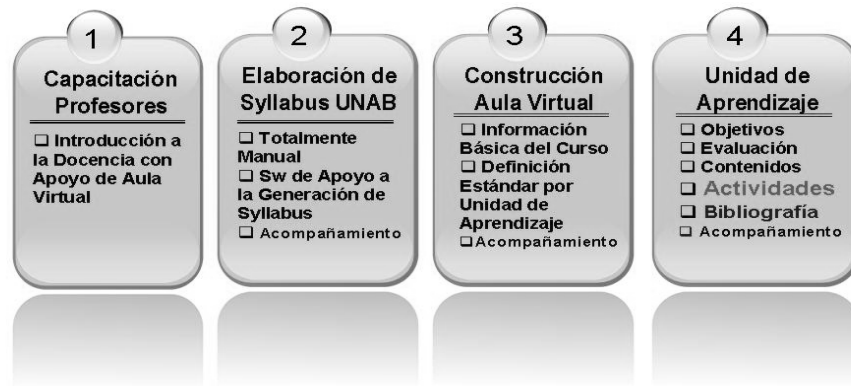 1
Capacitación
Profesores
❑ Introducción a
la Docencia con
Apoyo de Aula
Virtual
2
Elaboración de
Syllabus UNAB
❑ Totalmente
Manual
❑ Sw de Apoyo a
la Generación de
Syllabus
❑ Acompañamiento
3
Construcción
Aula Virtual
❑ Información
Básica del Curso
❑ Definición
Estándar por
Unidad de
Aprendizaje
❑ Acompañamiento
4
Unidad de
Aprendizaje
❑ Objetivos
❑ Evaluación
❑ Contenidos
❑ Actividades
❑ Bibliografía
❑ Acompañamiento